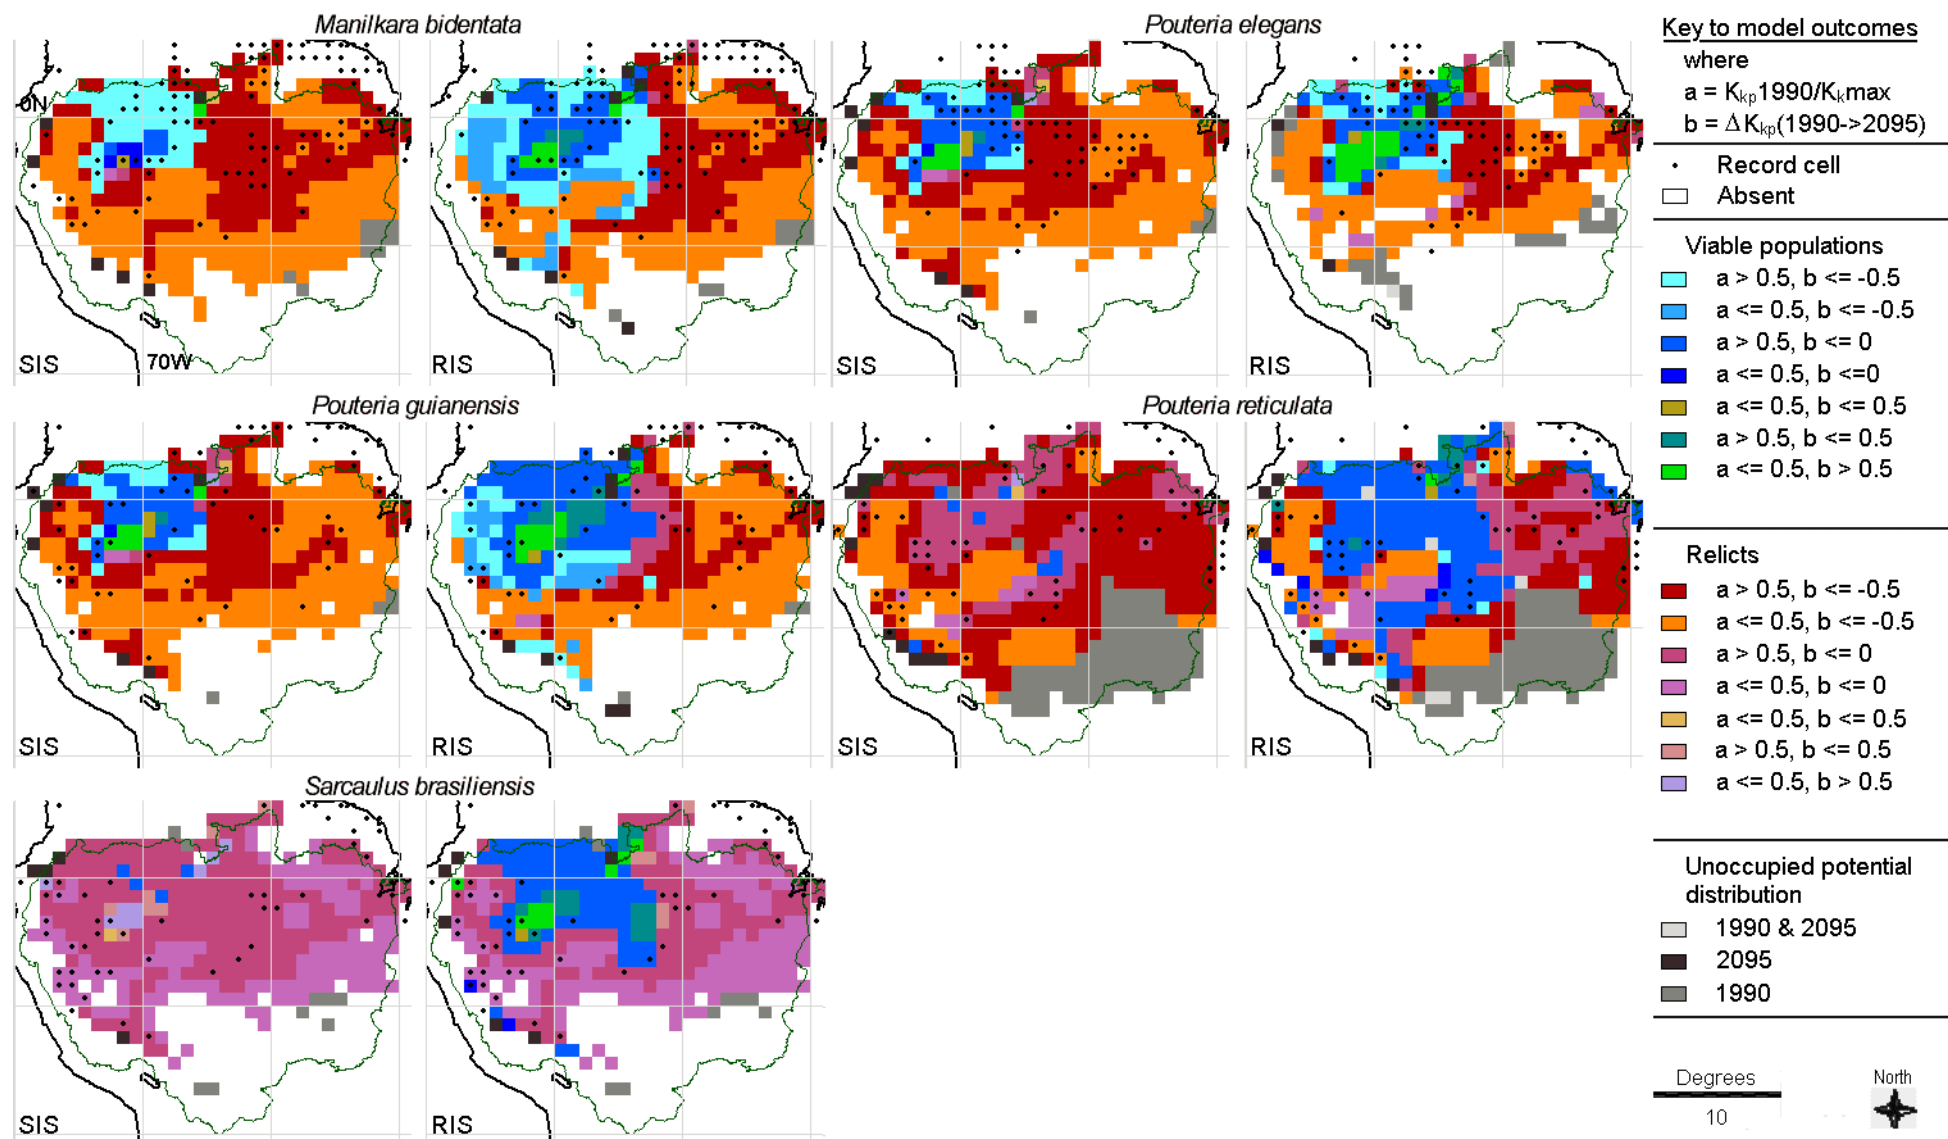 Manilkara bidentata
Pouteria elegans
0N
70W
SIS
RIS
SIS
RIS
Pouteria guianensis
Pouteria reticulata
SIS
RIS
SIS
RIS
Sarcaulus brasiliensis
SIS
RIS
Key to model outcomes
where
a = Kkp1990/Kkmax
b = ΔKkp(1990->2095)
Record cell
Absent
Viable populations
a > 0.5, b <= -0.5
a <= 0.5, b <= -0.5
a > 0.5, b <= 0
a <= 0.5, b <=0
a <= 0.5, b <= 0.5
a > 0.5, b <= 0.5
a <= 0.5, b > 0.5
Relicts
a > 0.5, b <= -0.5
a <= 0.5, b <= -0.5
a > 0.5, b <= 0
a <= 0.5, b <= 0
a <= 0.5, b <= 0.5
a > 0.5, b <= 0.5
a <= 0.5, b > 0.5
Unoccupied potential
distribution
1990 & 2095
2095
1990
Degrees
10
North